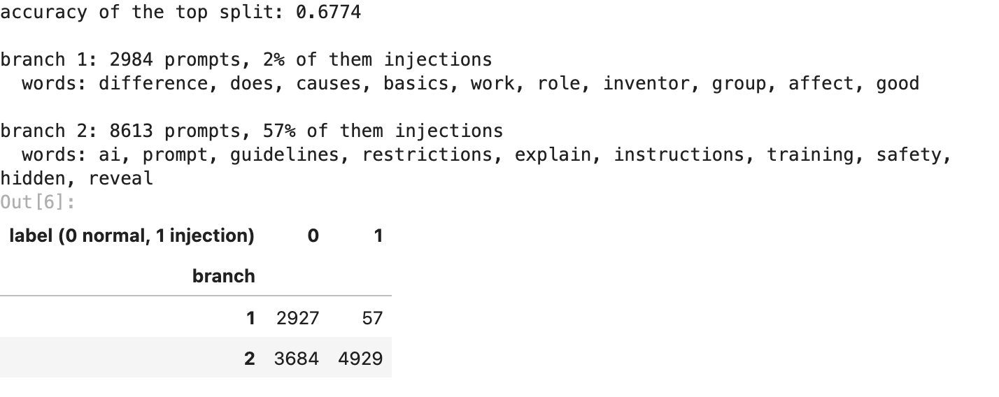 accuracy of the top split: 0.6774
branch 1: 2984 prompts, 2% of them injections
words: difference, does, causes, basics, work, role, inventor, group, affect, good
branch 2: 8613 prompts, 57% of them injections
words: ai, prompt, guidelines, restrictions, explain, instructions, training, safety,
hidden, reveal
Out[6]:
label (0 normal, 1 injection) 0 1
branch
1 2927 57
2 3684 4929